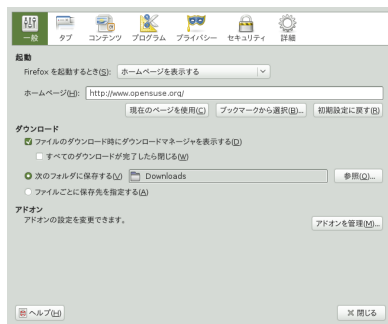 一般 タブ コンテンツ プログラム プライバシー セキュリティ 詳細
起動
Firefox を起動するとき(S): ホームページを表示する
ホームページ(H): http://www.opensuse.org/
現在のページを使用(C) ブックマークから選択(B)... 初期設定に戻す(R)
ダウンロード
ファイルのダウンロード時にダウンロードマネージャを表示する(D)
すべてのダウンロードが完了したら閉じる(W)
次のフォルダに保存する(V) Downloads 参照(O)...
ファイルごとに保存先を指定する(A)
アドオン
アドオンの設定を変更できます。 アドオンを管理(M)...
ヘルプ(H) 閉じる